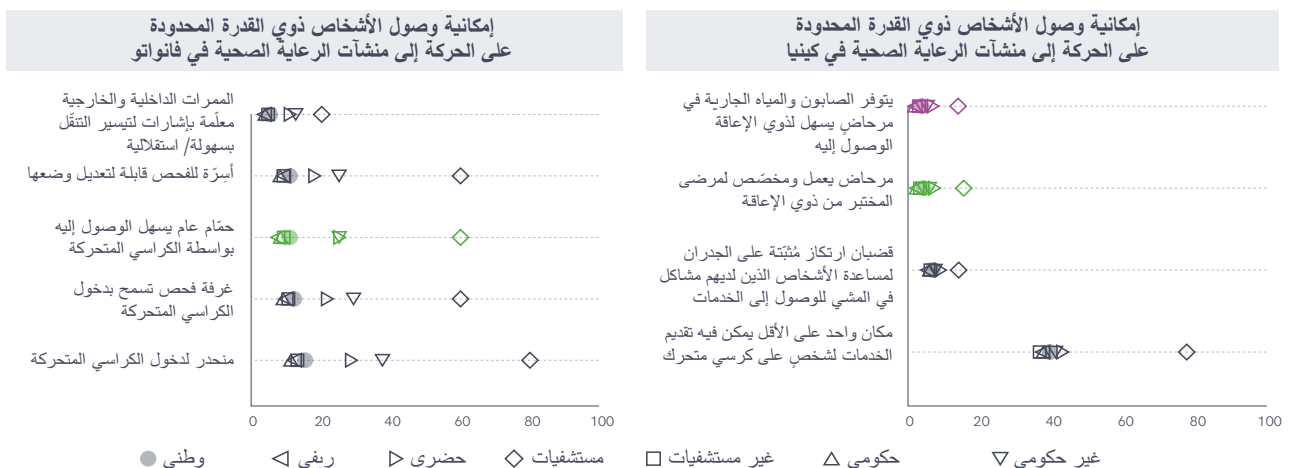 إمكانية وصول الأشخاص ذوي القدرة المحدودة
على الحركة إلى منشآت الرعاية الصحية في كينيا
يتوفر الصابون والمياه الجارية في
مرحاضٍ يسهل لذوي الإعاقة
الوصول إليه
مرحاض يعمل ومخصّص لمرضى
المختبر من ذوي الإعاقة
قضبان ارتكاز مُثبّتة على الجدران
لمساعدة الأشخاص الذين لديهم مشاكل
في المشي للوصول إلى الخدمات
مكان واحد على الأقل يمكن فيه تقديم
الخدمات لشخصٍ على كرسي متحرك
0 20 40 60 80 100
إمكانية وصول الأشخاص ذوي القدرة المحدودة
على الحركة إلى منشآت الرعاية الصحية في فانواتو
الممرات الداخلية والخارجية
معلّمة بإشارات لتيسير التنقّل
بسهولة/ استقلالية
أسِرّة للفحص قابلة لتعديل وضعها
حمّام عام يسهل الوصول إليه
بواسطة الكراسي المتحركة
غرفة فحص تسمح بدخول
الكراسي المتحركة
منحدر لدخول الكراسي المتحركة
0 20 40 60 80 100
غير حكومي حكومي غير مستشفيات مستشفيات حضري ريفي وطني